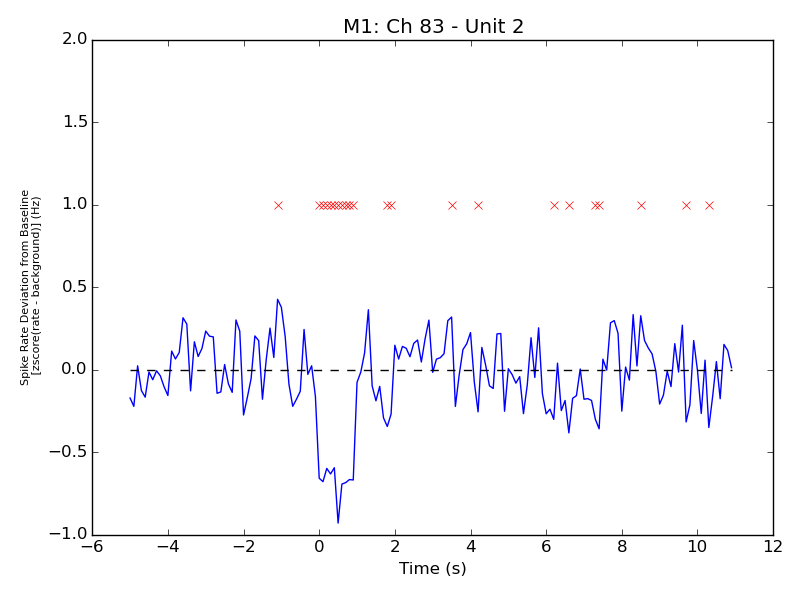 M1: Ch 83 - Unit 2
2.0
1.5
1.0
0.5
0.0
−0.5
−1.0
Spike Rate Deviation from Baseline
[zscore(rate - background)] (Hz)
−6 −4 −2 0 2 4 6 8 10 12
Time (s)